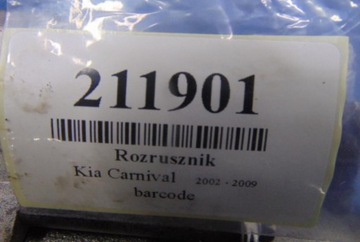 211901
Rozrusznik
Kia Carnival 2002 - 2009
barcode